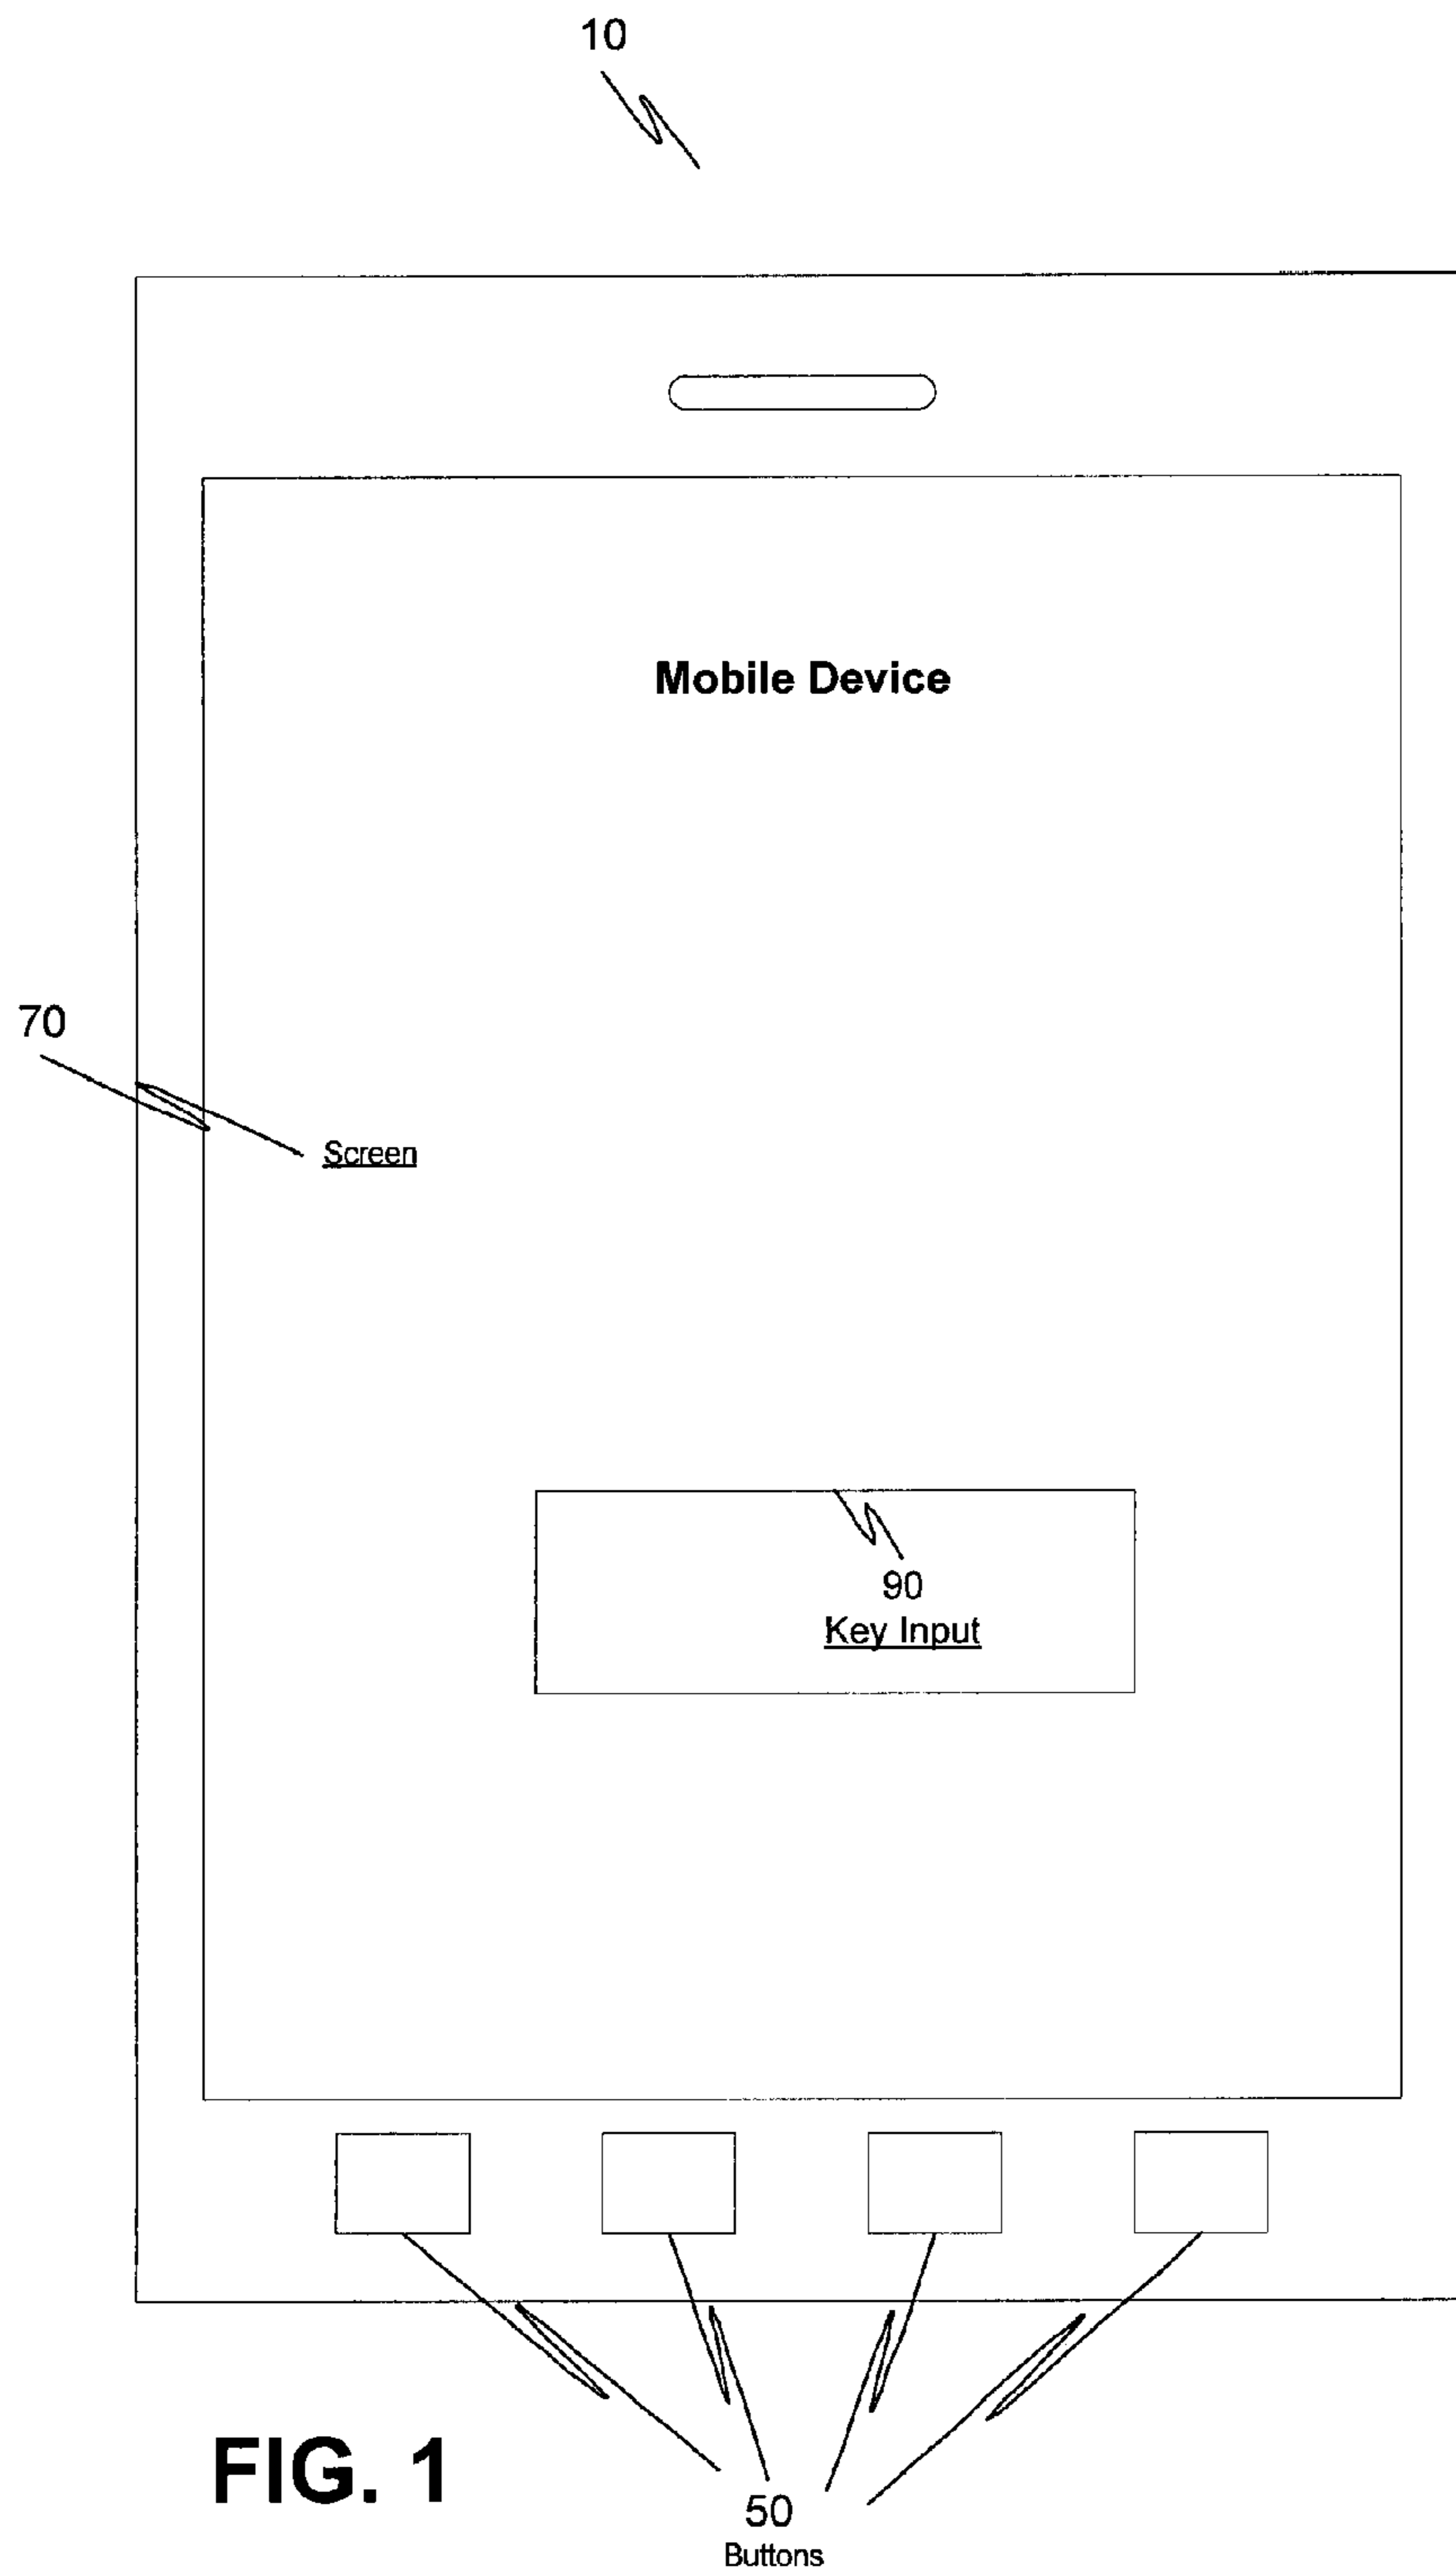 10
Mobile Device
70
Screen
90
Key Input
FIG. 1
50
Buttons